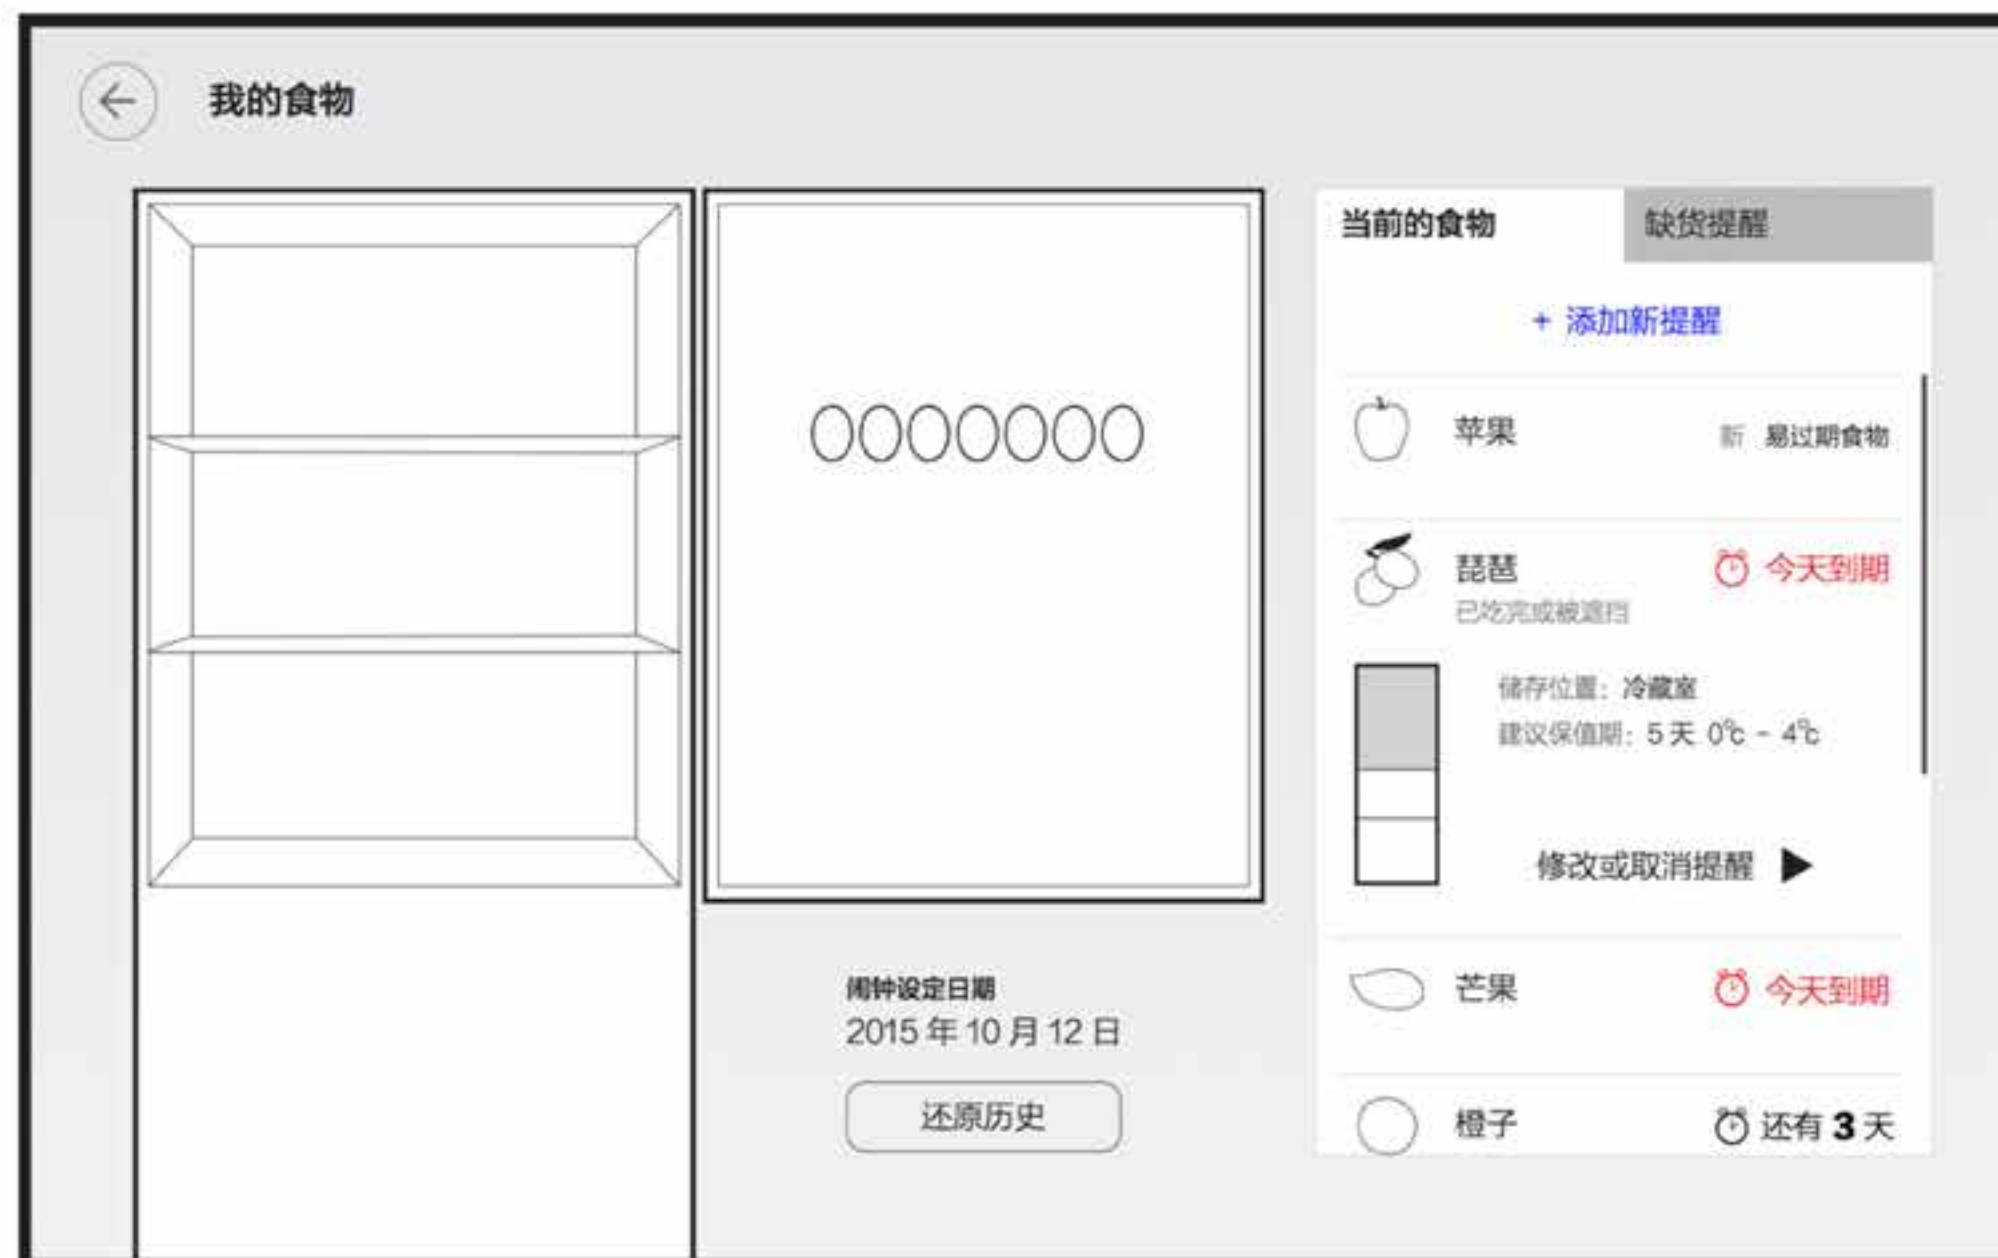 我的食物
当前的食物
缺货提醒
+ 添加新提醒
苹果
新 易过期食物
琵琶
今天到期
已吃完或被遮挡
储存位置：冷藏室
建议保值期：5 天 0℃ - 4℃
修改或取消提醒
芒果
今天到期
橙子
还有 3 天
闹钟设定日期
2015 年 10 月 12 日
还原历史